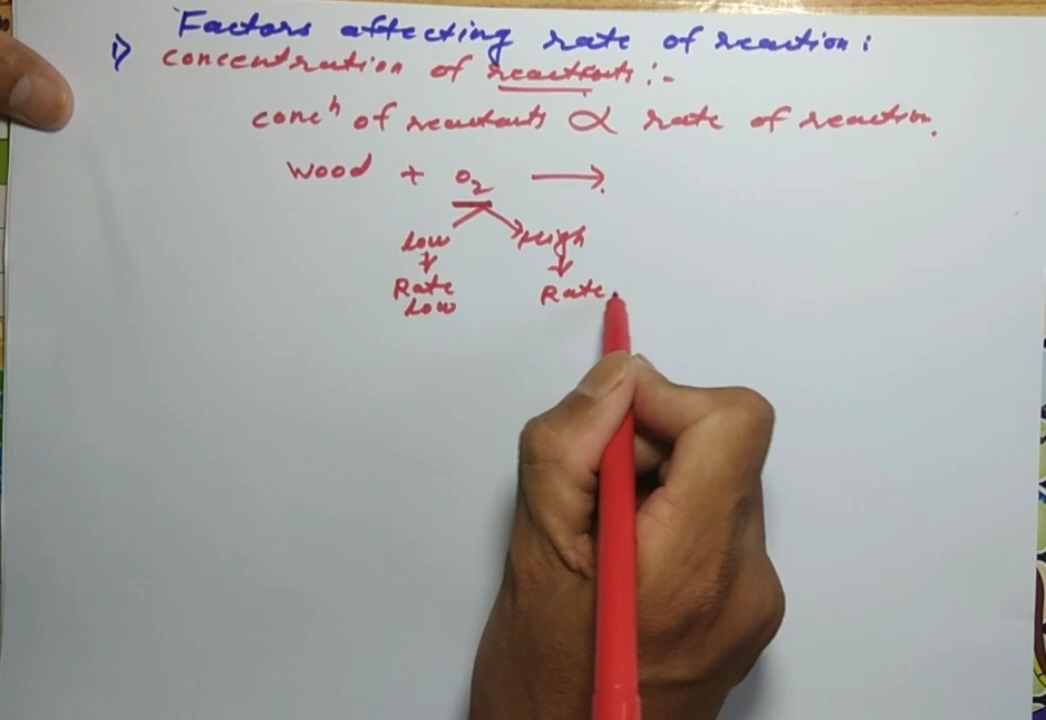 Factors affecting rate of reaction:
1) concentration of reactants :-
concn of reactants ∝ rate of reaction.
wood + O2 →
Low High
Rate Rate
Low